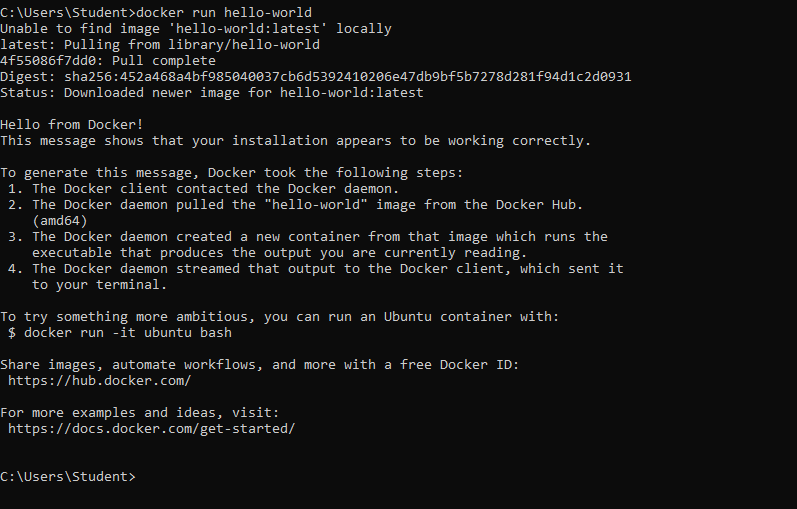 C:\Users\Student>docker run hello-world
Unable to find image 'hello-world:latest' locally
latest: Pulling from library/hello-world
4f55086f7dd0: Pull complete
Digest: sha256:452a468a4bf985040037cb6d5392410206e47db9bf5b7278d281f94d1c2d0931
Status: Downloaded newer image for hello-world:latest

Hello from Docker!
This message shows that your installation appears to be working correctly.

To generate this message, Docker took the following steps:
 1. The Docker client contacted the Docker daemon.
 2. The Docker daemon pulled the "hello-world" image from the Docker Hub.
    (amd64)
 3. The Docker daemon created a new container from that image which runs the
    executable that produces the output you are currently reading.
 4. The Docker daemon streamed that output to the Docker client, which sent it
    to your terminal.

To try something more ambitious, you can run an Ubuntu container with:
 $ docker run -it ubuntu bash

Share images, automate workflows, and more with a free Docker ID:
 https://hub.docker.com/

For more examples and ideas, visit:
 https://docs.docker.com/get-started/

C:\Users\Student>